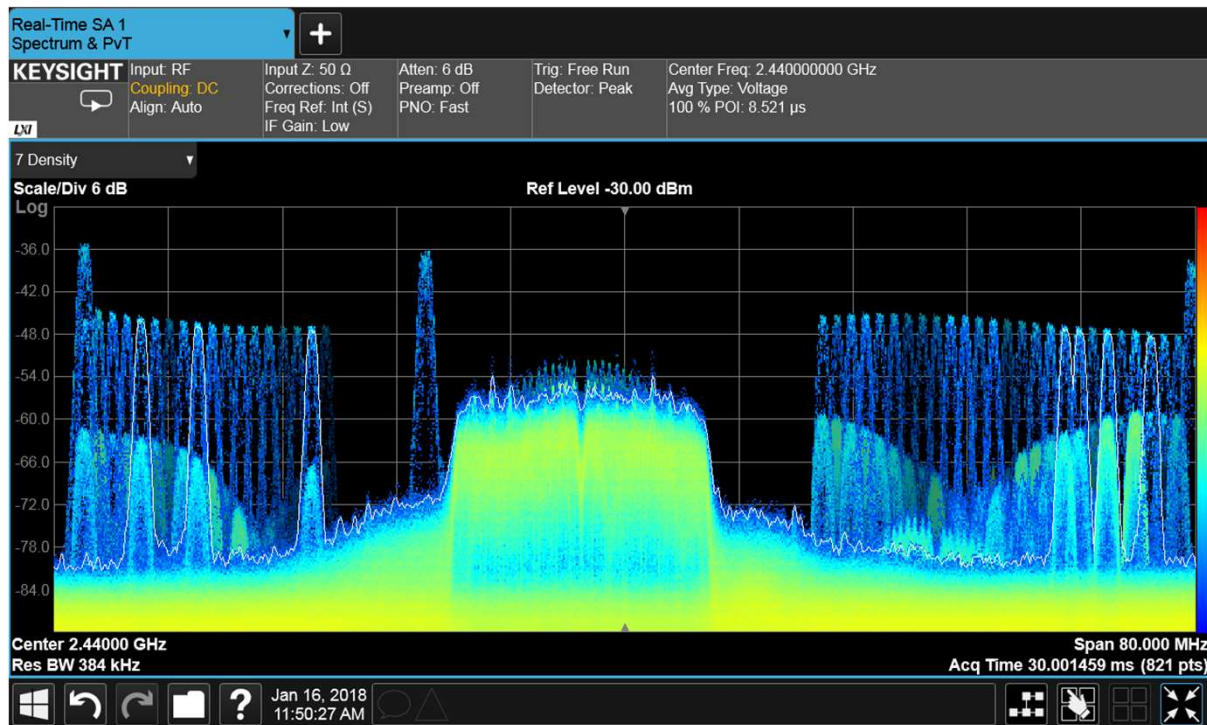 Real-Time SA 1
Spectrum & PvT
KEYSIGHT
LXI
Input: RF
Coupling: DC
Align: Auto
Input Z: 50 Ω
Corrections: Off
Freq Ref: Int (S)
IF Gain: Low
Atten: 6 dB
Preamp: Off
PNO: Fast
Trig: Free Run
Detector: Peak
Center Freq: 2.440000000 GHz
Avg Type: Voltage
100 % POI: 8.521 µs
7 Density
Scale/Div 6 dB
Ref Level -30.00 dBm
Log
-36.0
-42.0
-48.0
-54.0
-60.0
-66.0
-72.0
-78.0
-84.0
Center 2.44000 GHz
Span 80.000 MHz
Res BW 384 kHz
Acq Time 30.001459 ms (821 pts)
?
Jan 16, 2018
11:50:27 AM